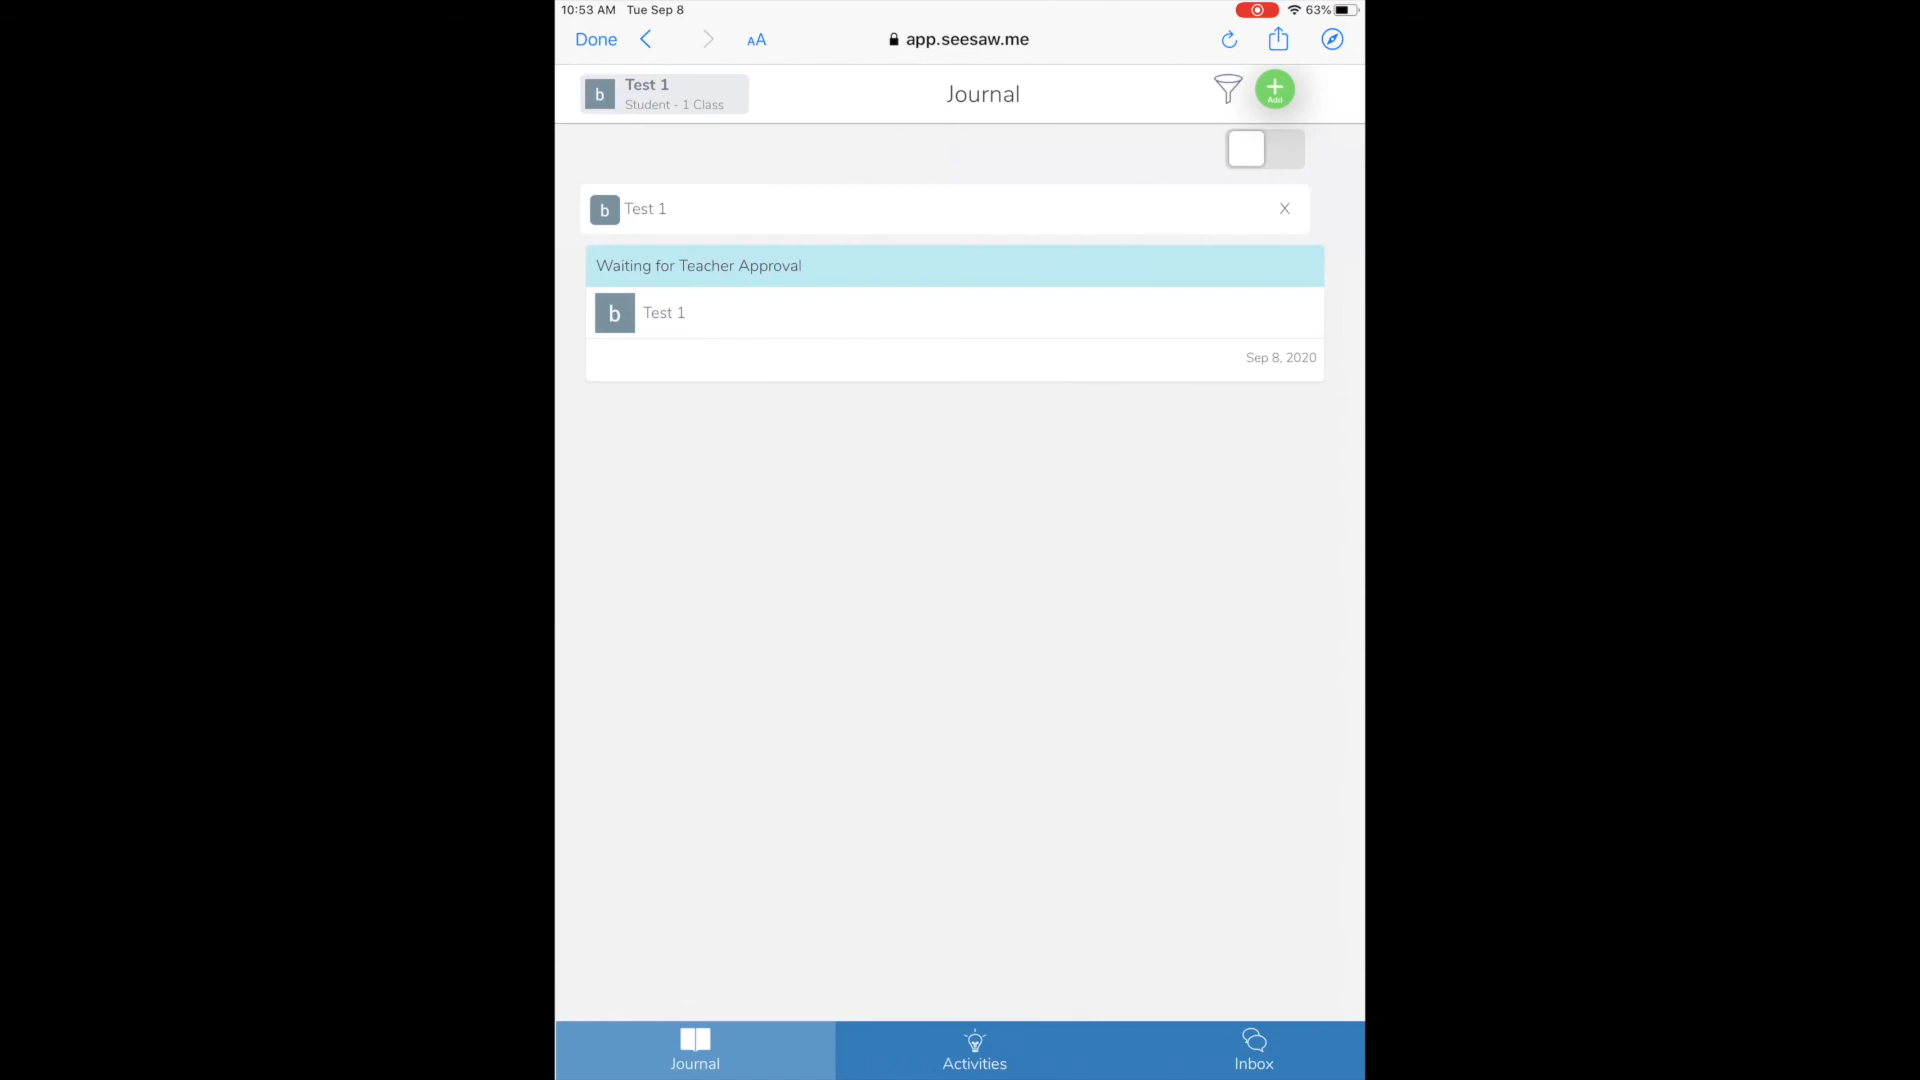 10:53 AM Tue Sep 8
63%
Done
AA
app.seesaw.me
b
Test 1
Student - 1 Class
Journal
Add
b Test 1
X
Waiting for Teacher Approval
b Test 1
Sep 8, 2020
Journal
Activities
Inbox